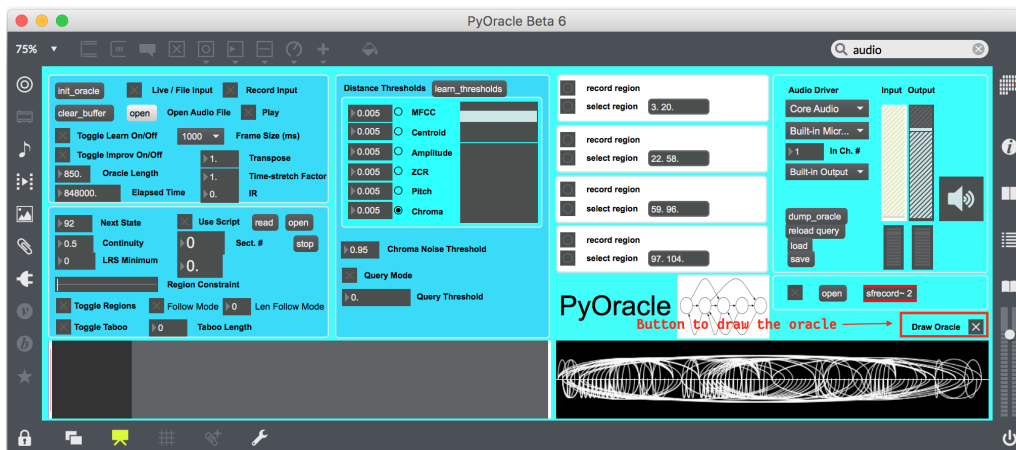 PyOracle Beta 6
75%
audio
init_oracle
Live / File Input
Record Input
clear_buffer
open
Open Audio File
Play
Toggle Learn On/Off
1000
Frame Size (ms)
Toggle Improv On/Off
1.
Transpose
850.
Oracle Length
1.
Time-stretch Factor
848000.
Elapsed Time
0.
IR
92
Next State
Use Script
read
open
0.5
Continuity
0
Sect. #
stop
0
LRS Minimum
0.
Region Constraint
Toggle Regions
Follow Mode
0
Len Follow Mode
Toggle Taboo
0
Taboo Length
Distance Thresholds
learn_thresholds
0.005
MFCC
0.005
Centroid
0.005
Amplitude
0.005
ZCR
0.005
Pitch
0.005
Chroma
0.95
Chroma Noise Threshold
Query Mode
0.
Query Threshold
record region
select region
3. 20.
record region
select region
22. 58.
record region
select region
59. 96.
record region
select region
97. 104.
PyOracle
Button to draw the oracle
Audio Driver
Input Output
Core Audio
Built-in Micr...
1
In Ch. #
Built-in Output
dump_oracle
reload query
load
save
open
sfrecord~ 2
Draw Oracle